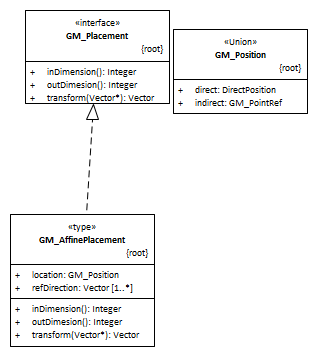 «interface»
GM_Placement
{root}
+ inDimension(): Integer
+ outDimesion(): Integer
+ transform(Vector*): Vector
«Union»
GM_Position
{root}
+ direct: DirectPosition
+ indirect: GM_PointRef
«type»
GM_AffinePlacement
{root}
+ location: GM_Position
+ refDirection: Vector [1..*]
+ inDimension(): Integer
+ outDimesion(): Integer
+ transform(Vector*): Vector